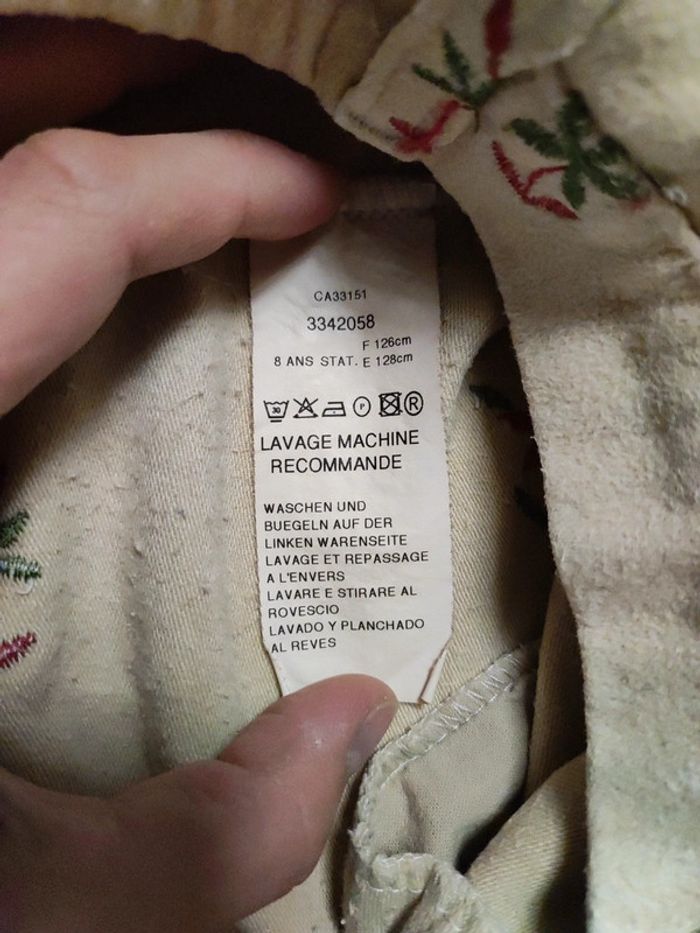 CA33151
3342058
F 126cm
8 ANS STAT. E 128cm
30 P R
LAVAGE MACHINE
RECOMMANDE
WASCHEN UND
BUEGELN AUF DER
LINKEN WARENSEITE
LAVAGE ET REPASSAGE
A L'ENVERS
LAVARE E STIRARE AL
ROVESCIO
LAVADO Y PLANCHADO
AL REVES